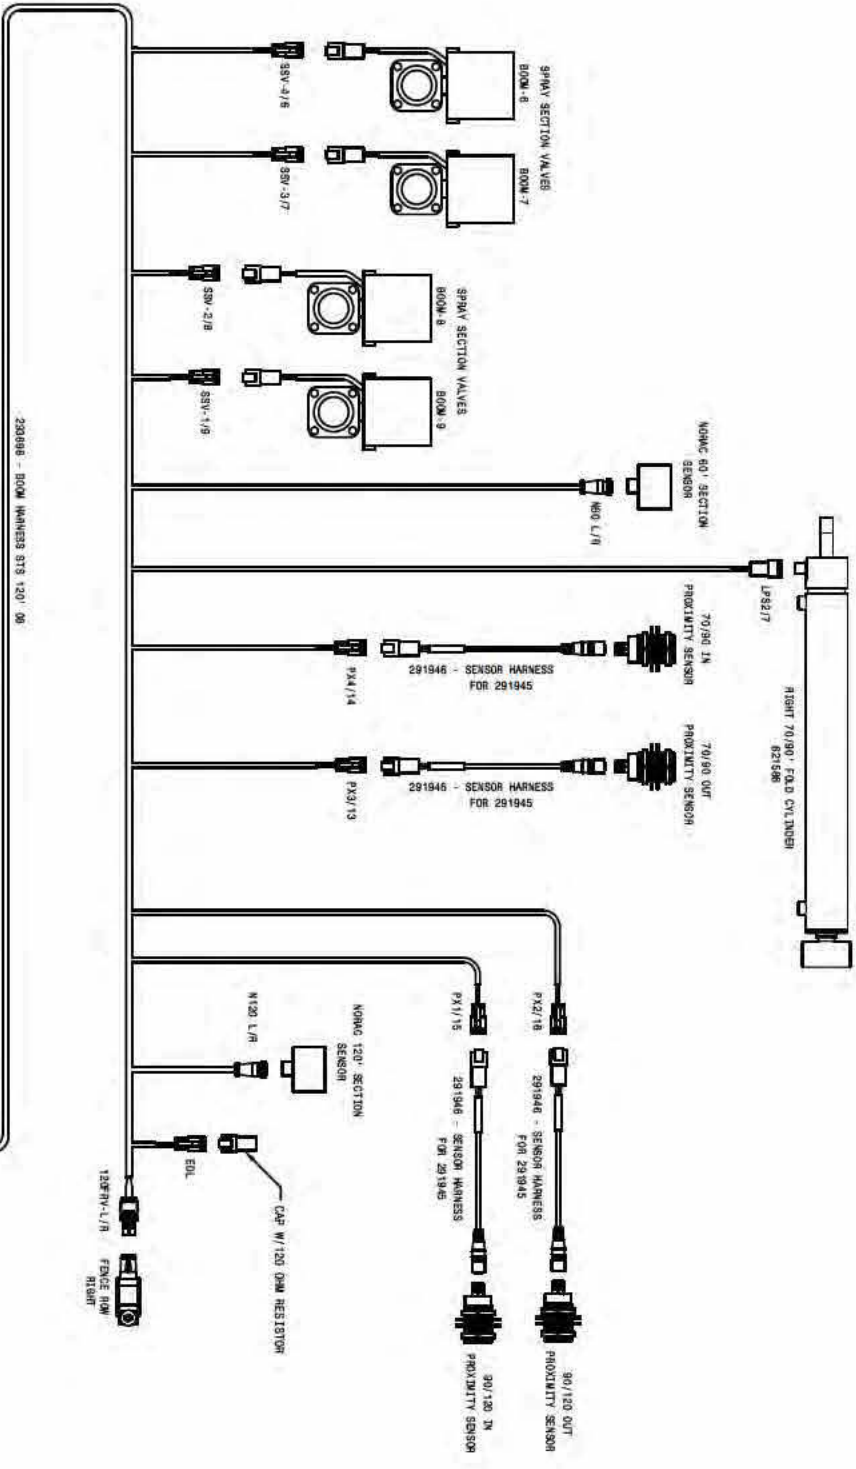 SPRAY SECTION VALVES
BOOM-6
BOOM-7
SSV-4/6
SSV-3/7
SPRAY SECTION VALVES
BOOM-8
BOOM-9
SSV-2/8
SSV-1/9
NORAC 60' SECTION
SENSOR
N60 L/R
LPS2/7
RIGHT 70/90' FOLD CYLINDER
621586
70/90 IN
PROXIMITY SENSOR
291946 - SENSOR HARNESS
FOR 291945
PX4/14
70/90 OUT
PROXIMITY SENSOR
291946 - SENSOR HARNESS
FOR 291945
PX3/13
PX2/16
291946 - SENSOR HARNESS
FOR 291945
90/120 OUT
PROXIMITY SENSOR
PX1/15
291946 - SENSOR HARNESS
FOR 291945
90/120 IN
PROXIMITY SENSOR
NORAC 120' SECTION
SENSOR
N120 L/R
EDL
CAP W/120 OHM RESISTOR
120FRV-L/R
FENCE ROW
RIGHT
- BOOM HARNESS STS 120' 08